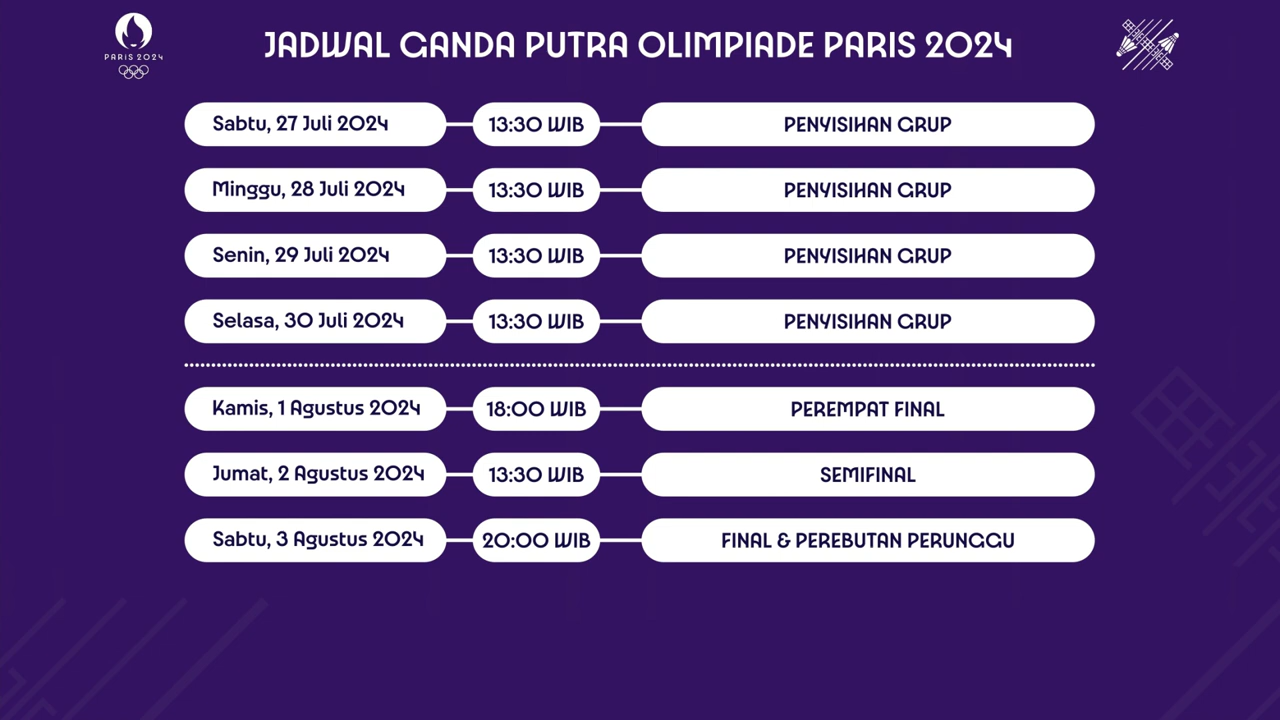 PARIS 2024
JADWAL GANDA PUTRA OLIMPIADE PARIS 2024
Sabtu, 27 Juli 2024 13:30 WIB PENYISIHAN GRUP
Minggu, 28 Juli 2024 13:30 WIB PENYISIHAN GRUP
Senin, 29 Juli 2024 13:30 WIB PENYISIHAN GRUP
Selasa, 30 Juli 2024 13:30 WIB PENYISIHAN GRUP
Kamis, 1 Agustus 2024 18:00 WIB PEREMPAT FINAL
Jumat, 2 Agustus 2024 13:30 WIB SEMIFINAL
Sabtu, 3 Agustus 2024 20:00 WIB FINAL & PEREBUTAN PERUNGGU